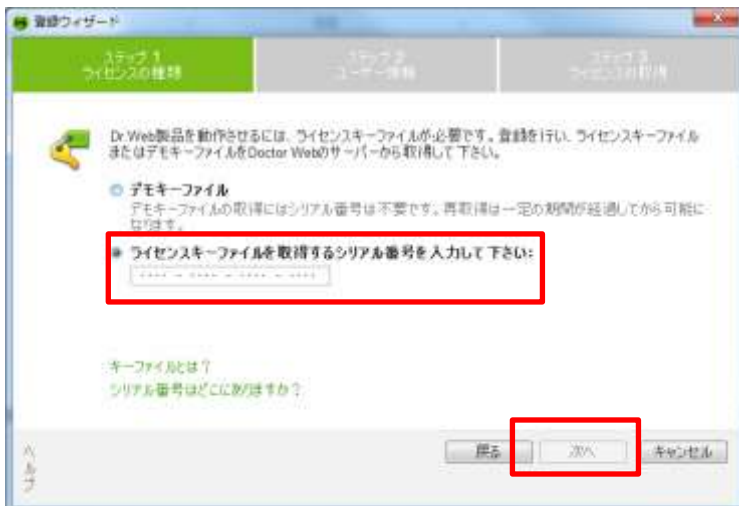 登録ウィザード
ステップ 1
ライセンスの種類
ステップ 2
ユーザー情報
ステップ 3
ライセンスの取得
Dr.Web製品を動作させるには、ライセンスキーファイルが必要です。登録を行い、ライセンスキーファイル
またはデモキーファイルをDoctor Webのサーバーから取得して下さい。
デモキーファイル
デモキーファイルの取得にはシリアル番号は不要です。再取得は一定の期間が経過してから可能に
なります。
ライセンスキーファイルを取得するシリアル番号を入力して下さい:
---- - ---- - ---- - ----
キーファイルとは?
シリアル番号はどこにありますか?
ヘルプ
戻る
次へ
キャンセル